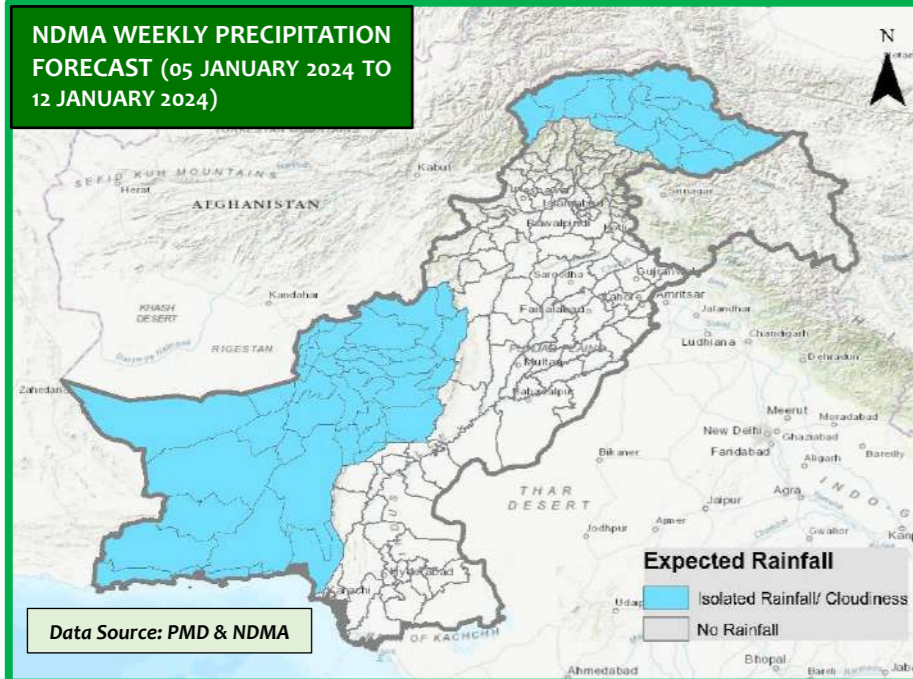 NDMA WEEKLY PRECIPITATION
FORECAST (05 JANUARY 2024 TO
12 JANUARY 2024)
N
SEFID KUH MOUNTAINS
Herat
Kabul
AFGHANISTAN
Srinagar
Islamabad
Rawalpindi
Sargodha
Gujranwala
KHASH
DESERT
Kandahar
Lahore
Amritsar
Faisalabad
Jalandhar
Ludhiana
Chandigarh
RIGESTAN
Multan
Dehradun
Zahedan
Bahawalpur
Meerut
Moradabad
New Delhi
Ghaziabad
Faridabad
Bareilly
Bikaner
Aligarh
THAR
DESERT
Jaipur
Agra
Jodhpur
Ajmer
Gwalior
Hyderabad
Karachi
Expected Rainfall
Isolated Rainfall/ Cloudiness
No Rainfall
Data Source: PMD & NDMA
OF KACHCHH
Ahmedabad
Bhopal